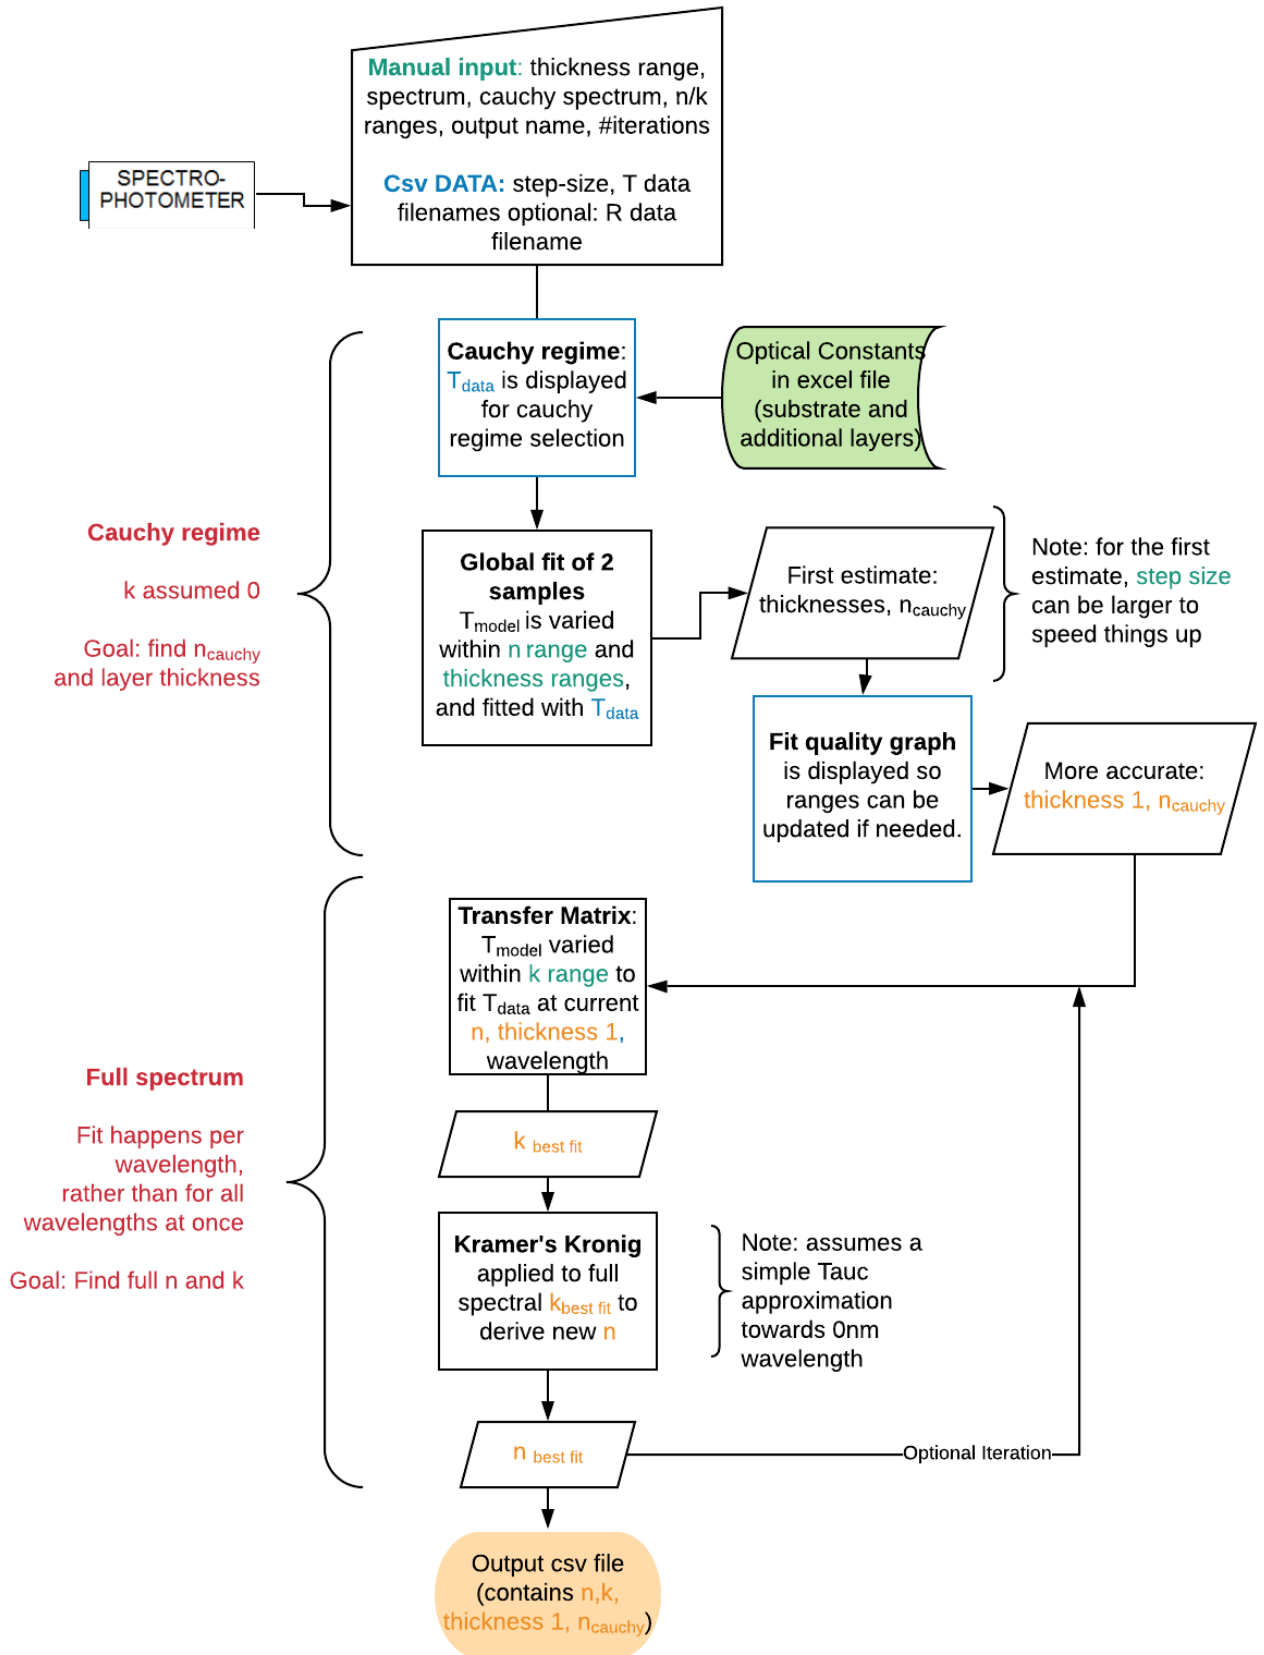 Manual input: thickness range,
spectrum, cauchy spectrum, n/k
ranges, output name, #iterations
Csv DATA: step-size, T data
filenames optional: R data
filename
SPECTRO-
PHOTOMETER
Cauchy regime:
Tdata is displayed
for cauchy
regime selection
Optical Constants
in excel file
(substrate and
additional layers)
Cauchy regime
k assumed 0
Goal: find ncauchy
and layer thickness
Global fit of 2
samples
Tmodel is varied
within n range and
thickness ranges,
and fitted with Tdata
First estimate:
thicknesses, ncauchy
Note: for the first
estimate, step size
can be larger to
speed things up
Fit quality graph
is displayed so
ranges can be
updated if needed.
More accurate:
thickness 1, ncauchy
Transfer Matrix:
Tmodel varied
within k range to
fit Tdata at current
n, thickness 1,
wavelength
Full spectrum
Fit happens per
wavelength,
rather than for all
wavelengths at once
Goal: Find full n and k
k best fit
Kramer's Kronig
applied to full
spectral kbest fit to
derive new n
Note: assumes a
simple Tauc
approximation
towards 0nm
wavelength
n best fit
Optional Iteration
Output csv file
(contains n,k,
thickness 1, ncauchy)